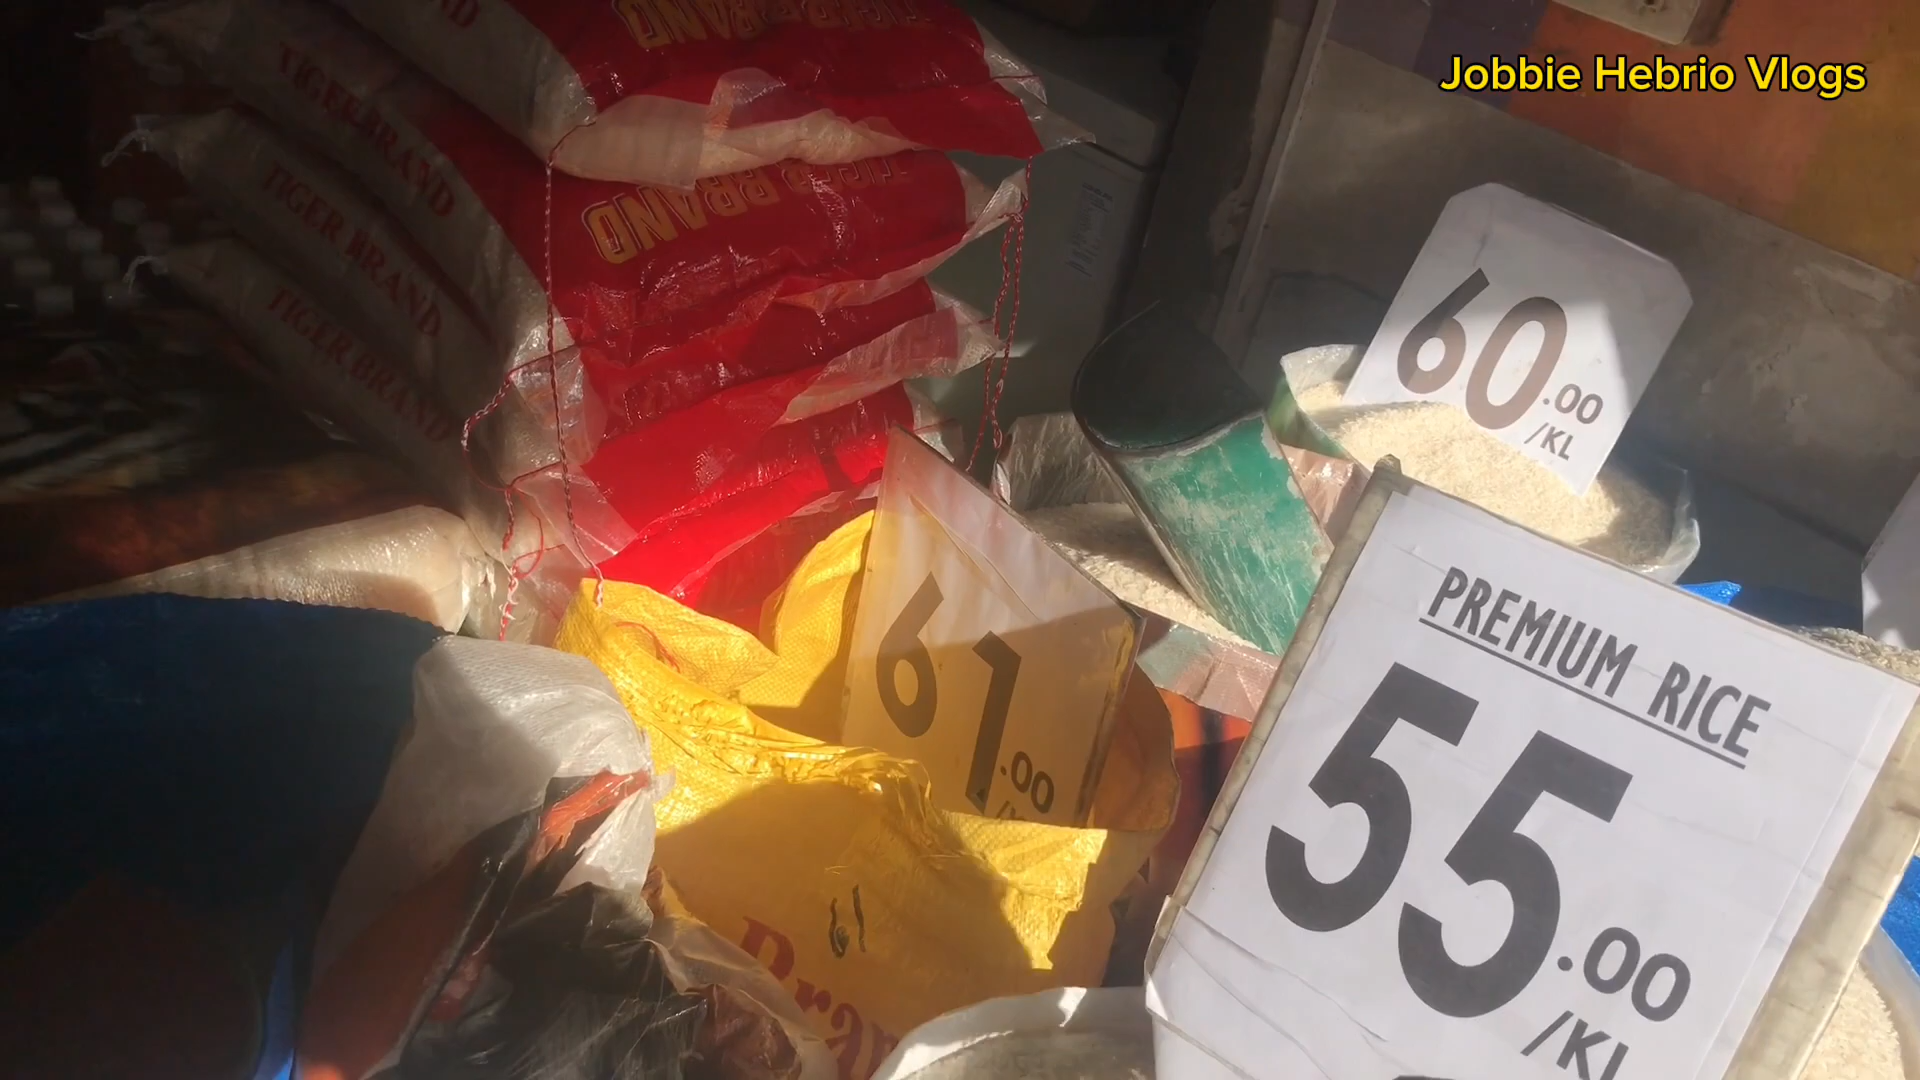 Jobbie Hebrio Vlogs
TIGER BRAND
TIGER BRAND
TIGER BRAND
TIGER BRAND
TIGER BRAND
60.00
/KL
61.00
PREMIUM RICE
55.00
/KL
61